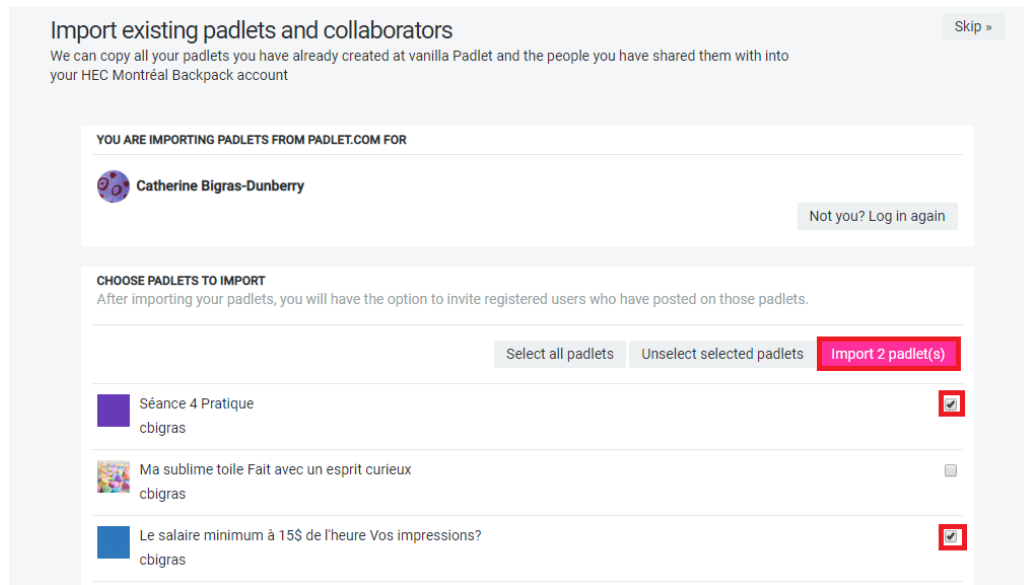 Import existing padlets and collaborators
Skip »
We can copy all your padlets you have already created at vanilla Padlet and the people you have shared them with into
your HEC Montréal Backpack account
YOU ARE IMPORTING PADLETS FROM PADLET.COM FOR
Catherine Bigras-Dunberry
Not you? Log in again
CHOOSE PADLETS TO IMPORT
After importing your padlets, you will have the option to invite registered users who have posted on those padlets.
Select all padlets Unselect selected padlets Import 2 padlet(s)
Séance 4 Pratique
cbigras
Ma sublime toile Fait avec un esprit curieux
cbigras
Le salaire minimum à 15$ de l'heure Vos impressions?
cbigras